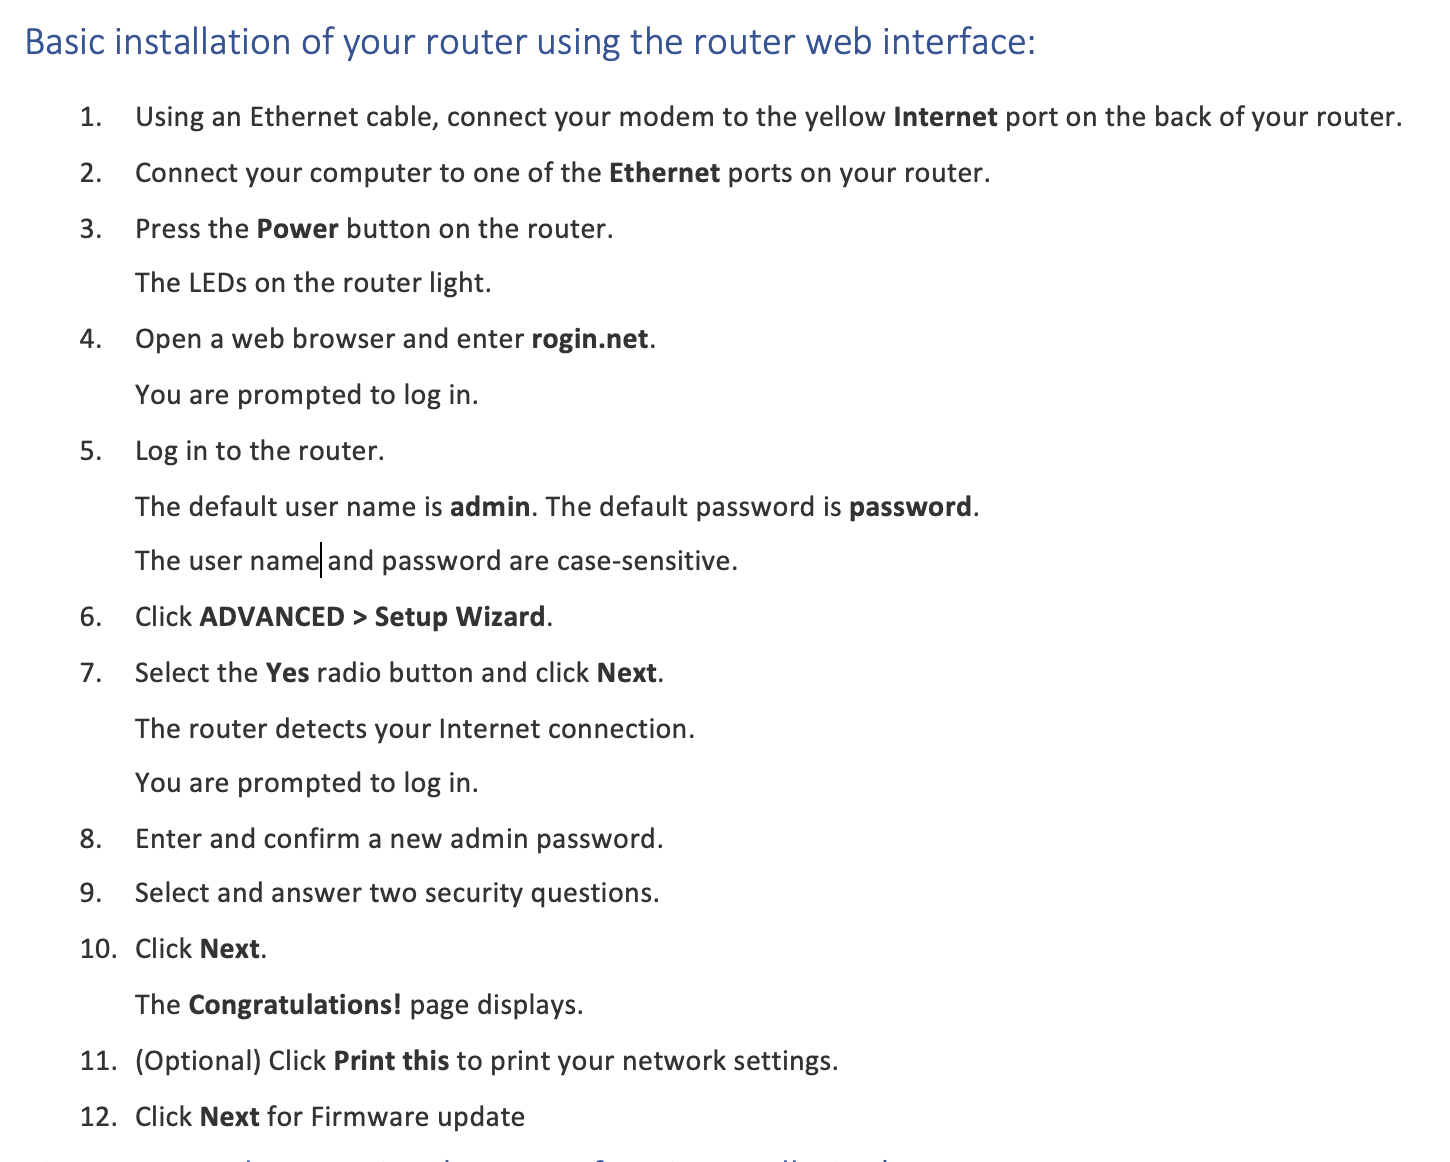 Basic installation of your router using the router web interface:
1. Using an Ethernet cable, connect your modem to the yellow Internet port on the back of your router.
2. Connect your computer to one of the Ethernet ports on your router.
3. Press the Power button on the router.
The LEDs on the router light.
4. Open a web browser and enter rogin.net.
You are prompted to log in.
5. Log in to the router.
The default user name is admin. The default password is password.
The user name and password are case-sensitive.
6. Click ADVANCED > Setup Wizard.
7. Select the Yes radio button and click Next.
The router detects your Internet connection.
You are prompted to log in.
8. Enter and confirm a new admin password.
9. Select and answer two security questions.
10. Click Next.
The Congratulations! page displays.
11. (Optional) Click Print this to print your network settings.
12. Click Next for Firmware update